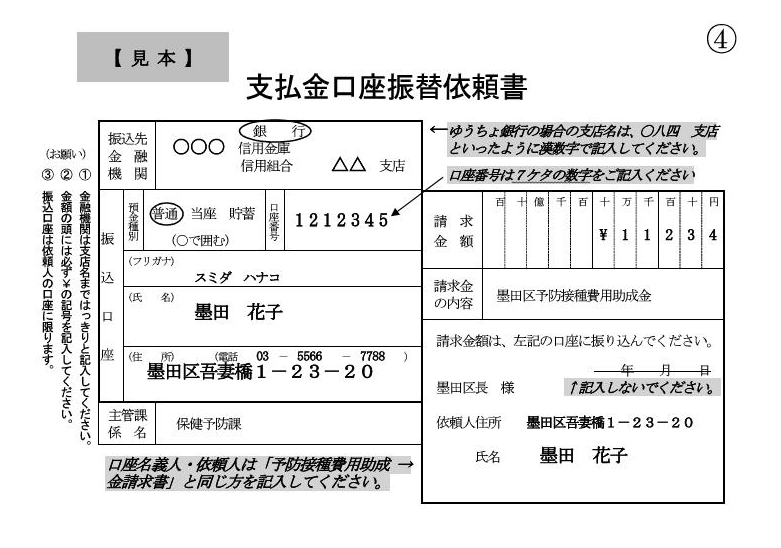 ④
【見本】
支払金口座振替依頼書
(お願い)
① 金融機関は支店名まではっきりと記入してください。
② 金額の頭には必ず￥の記号を記入してください。
③ 振込口座は依頼人の口座に限ります。
振込先
金融
機関
○○○
銀行
信用金庫
信用組合
△△ 支店
←ゆうちょ銀行の場合の支店名は、〇八四 支店
といったように漢数字で記入してください。
口座番号は７ケタの数字をご記入ください
振込口座
預金種別
普通 当座 貯蓄
(○で囲む)
口座番号
1212345
(フリガナ)
スミダ ハナコ
(氏 名)
墨田 花子
(住 所) (電話 03 － 5566 － 7788 )
墨田区吾妻橋１－２３－２０
主管課
係名
保健予防課
口座名義人・依頼人は「予防接種費用助成 →
金請求書」と同じ方を記入してください。
請求
金額
百 十 億 千 百 十 万 千 百 十 円
￥ 1 1 2 3 4
請求金
の内容
墨田区予防接種費用助成金
請求金額は、左記の口座に振り込んでください。
年 月 日
↑記入しないでください。
墨田区長 様
依頼人住所 墨田区吾妻橋１－２３－２０
氏名 墨田 花子